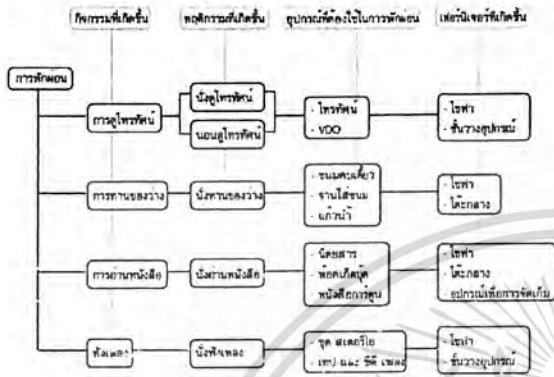 กิจกรรมที่เกิดขึ้น
พฤติกรรมที่เกิดขึ้น
อุปกรณ์ที่ต้องใช้ในการพักผ่อน
เฟอร์นิเจอร์ที่เกิดขึ้น
การพักผ่อน
การดูโทรทัศน์
นั่งดูโทรทัศน์
นอนดูโทรทัศน์
- โทรทัศน์
- VDO
- โซฟา
- ชั้นวางอุปกรณ์
การทานของว่าง
นั่งทานของว่าง
- ขนมคบเคี้ยว
- จานใส่ขนม
- แก้วน้ำ
- โซฟา
- โต๊ะกลาง
การอ่านหนังสือ
นั่งอ่านหนังสือ
- นิตยสาร
- พ๊อคเก็ตบุ๊ค
หนังสือการ์ตูน
- โซฟา
- โต๊ะกลาง
อุปกรณ์เพื่อการจัดเก็บ
ฟังเพลง
นั่งฟังเพลง
- ชุด สเตอริโอ
- เทป และ ซีดี เพลง
- โซฟา
- ชั้นวางอุปกรณ์